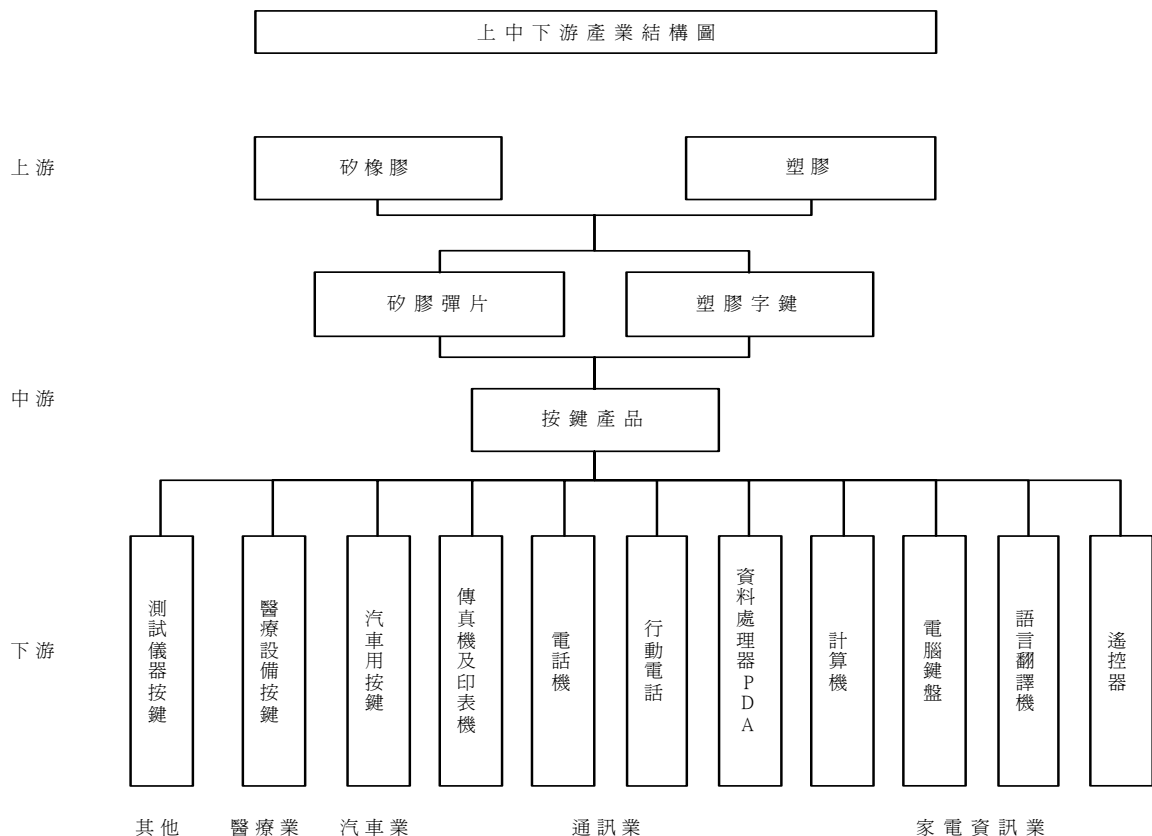 上中下游產業結構圖
上游
矽橡膠
塑膠
矽膠彈片
塑膠字鍵
中游
按鍵產品
下游
測試儀器按鍵
醫療設備按鍵
汽車用按鍵
傳真機及印表機
電話機
行動電話
資料處理器PDA
計算機
電腦鍵盤
語言翻譯機
遙控器
其他
醫療業
汽車業
通訊業
家電資訊業